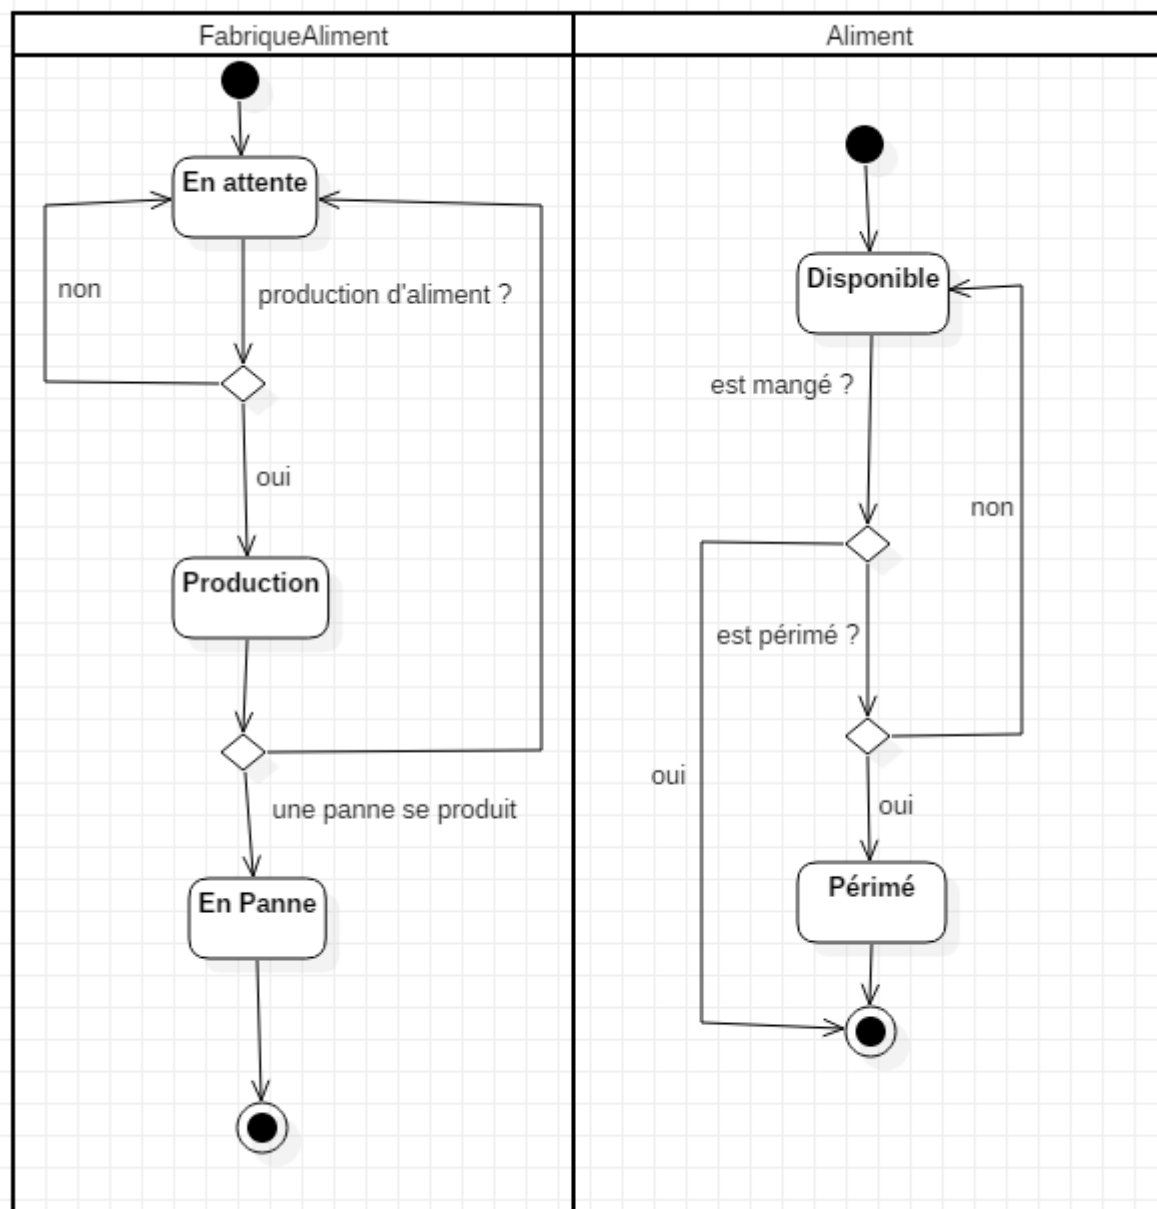 FabriqueAliment
En attente
non
production d'aliment ?
oui
Production
une panne se produit
En Panne
Aliment
Disponible
est mangé ?
non
est périmé ?
oui
oui
Périmé